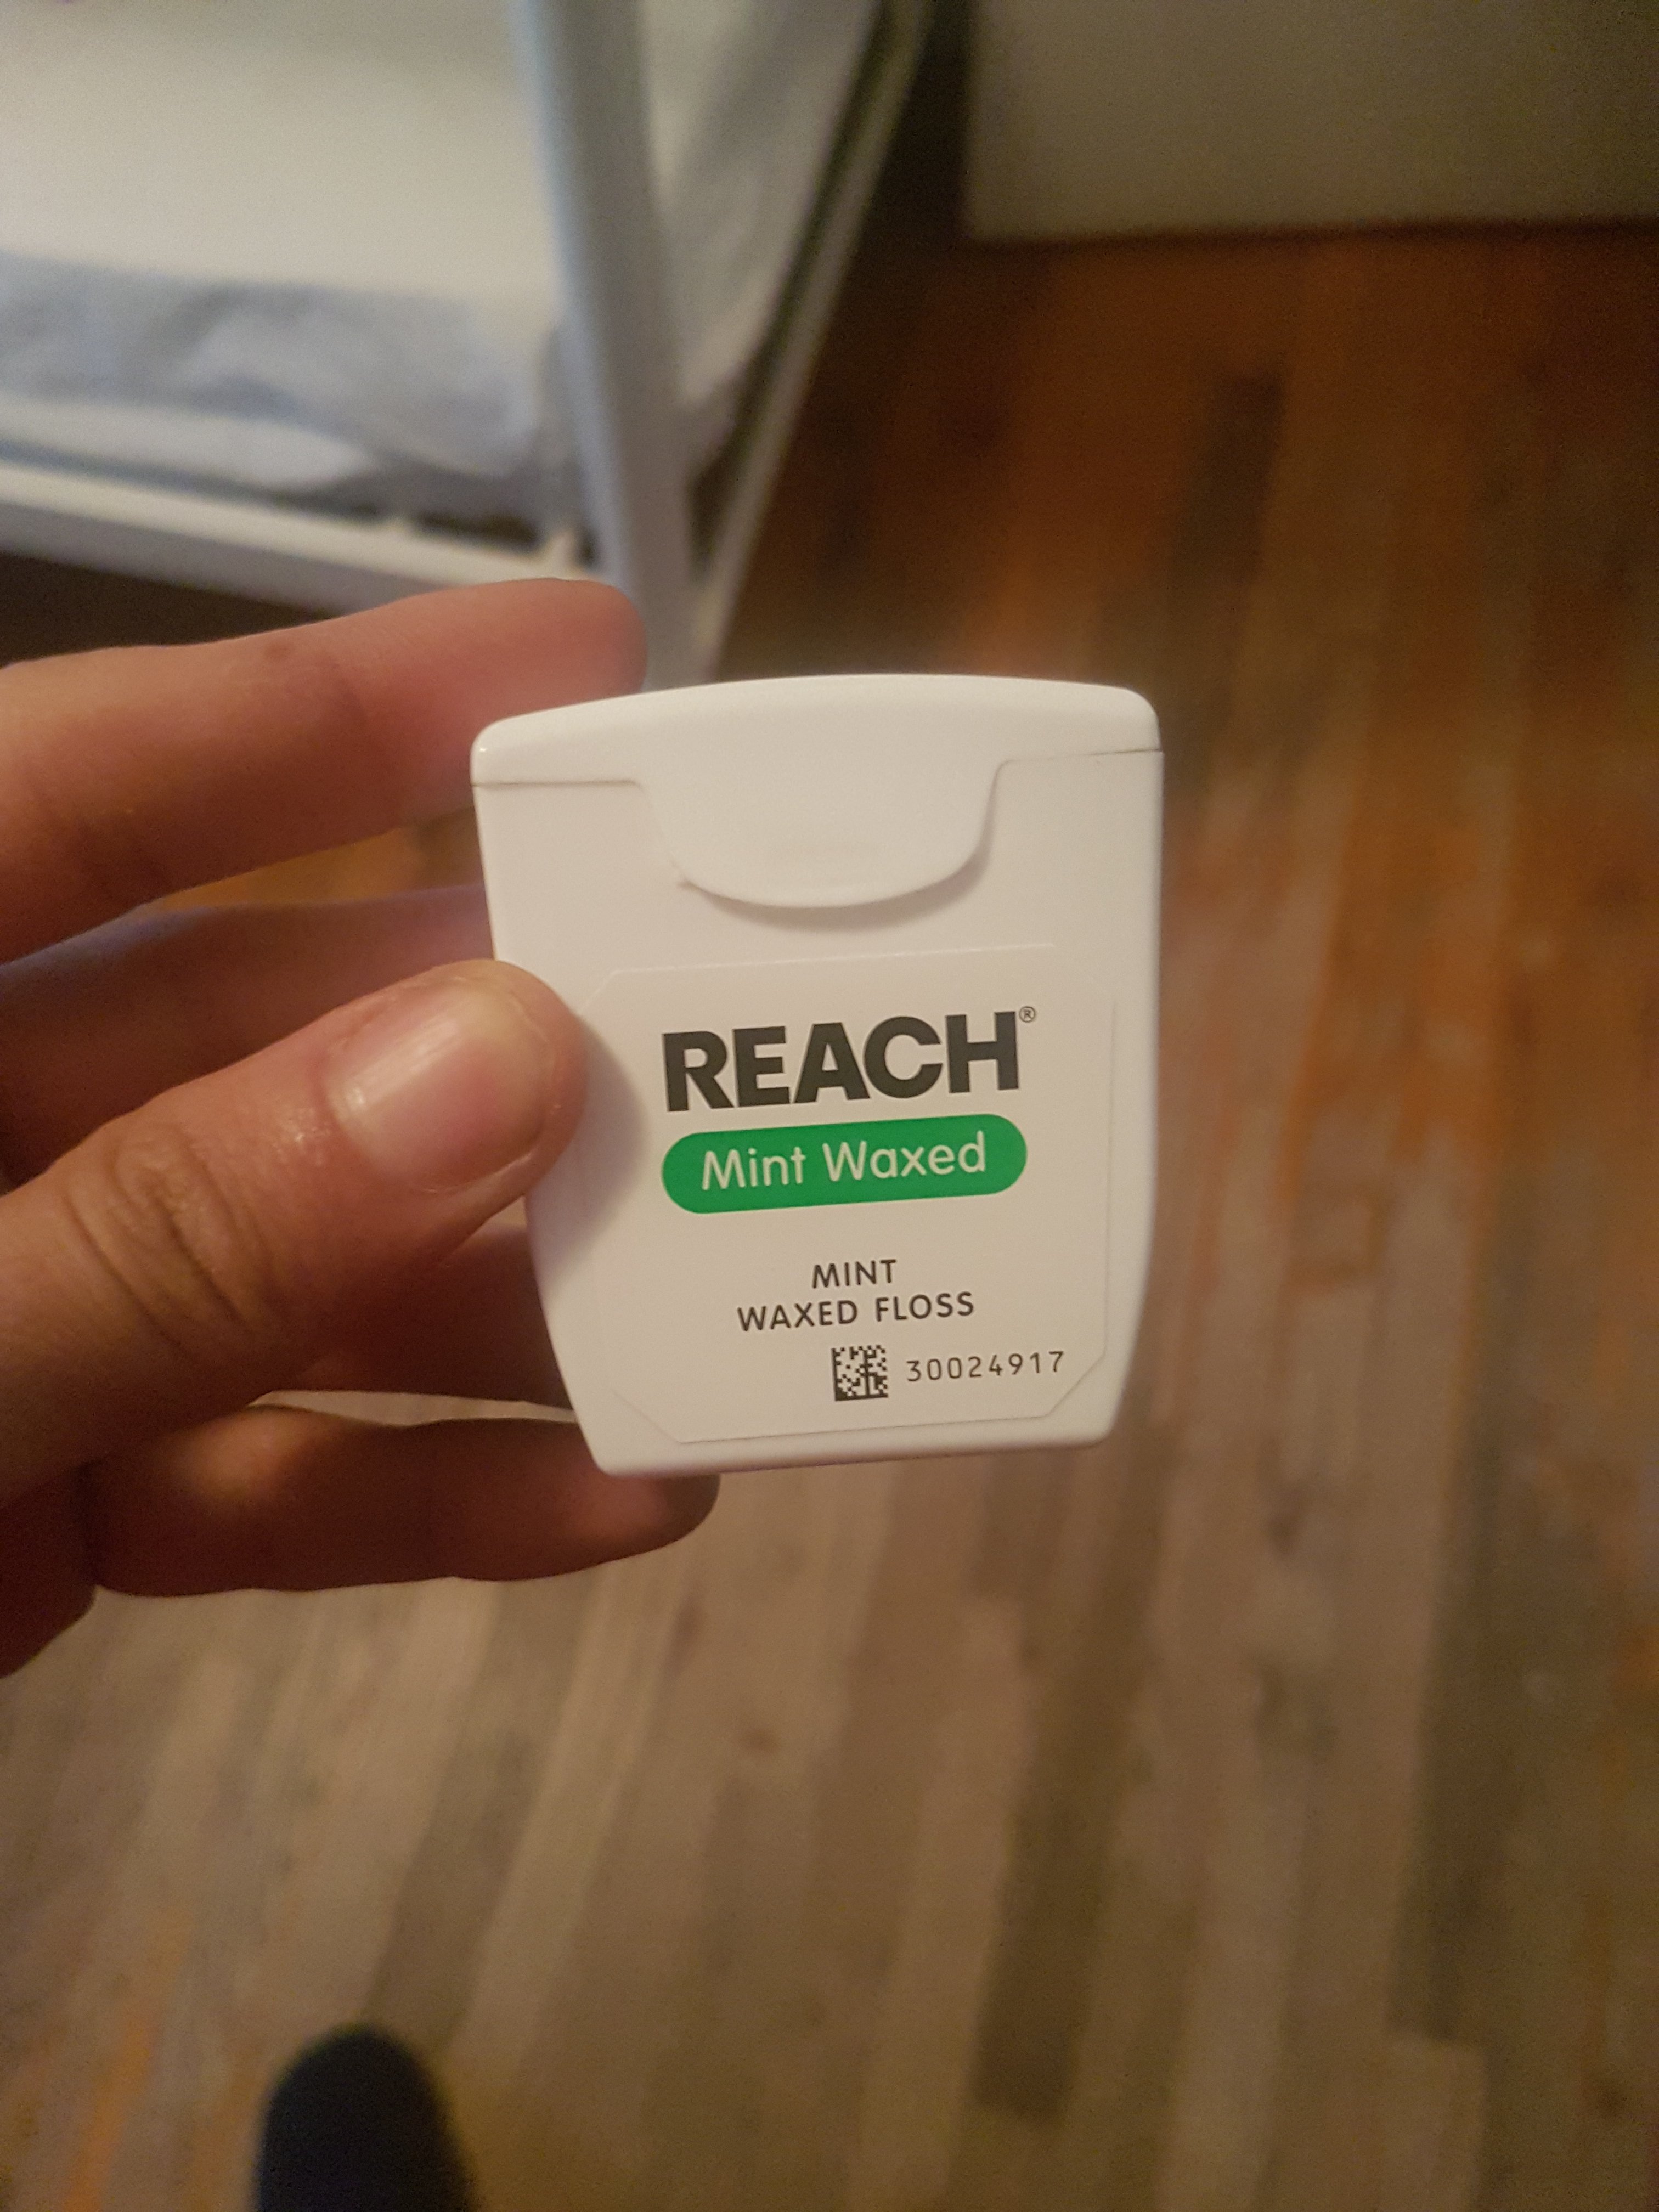 REACH®
Mint Waxed
MINT
WAXED FLOSS
30024917